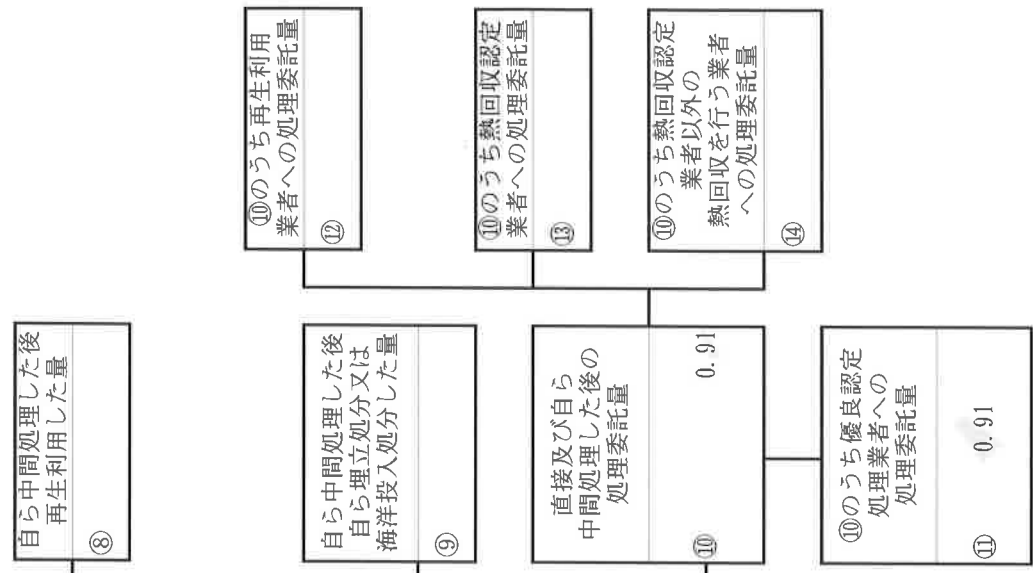 自ら中間処理した後
再生利用した量
⑧
自ら中間処理した後
自ら埋立処分又は
海洋投入処分した量
⑨
直接及び自ら
中間処理した後の
処理委託量
⑩ 0.91
⑩のうち優良認定
処理業者への
処理委託量
⑪ 0.91
⑩のうち再生利用
業者への処理委託量
⑫
⑩のうち熱回収認定
業者への処理委託量
⑬
⑩のうち熱回収認定
業者以外の
熱回収を行う業者
への処理委託量
⑭